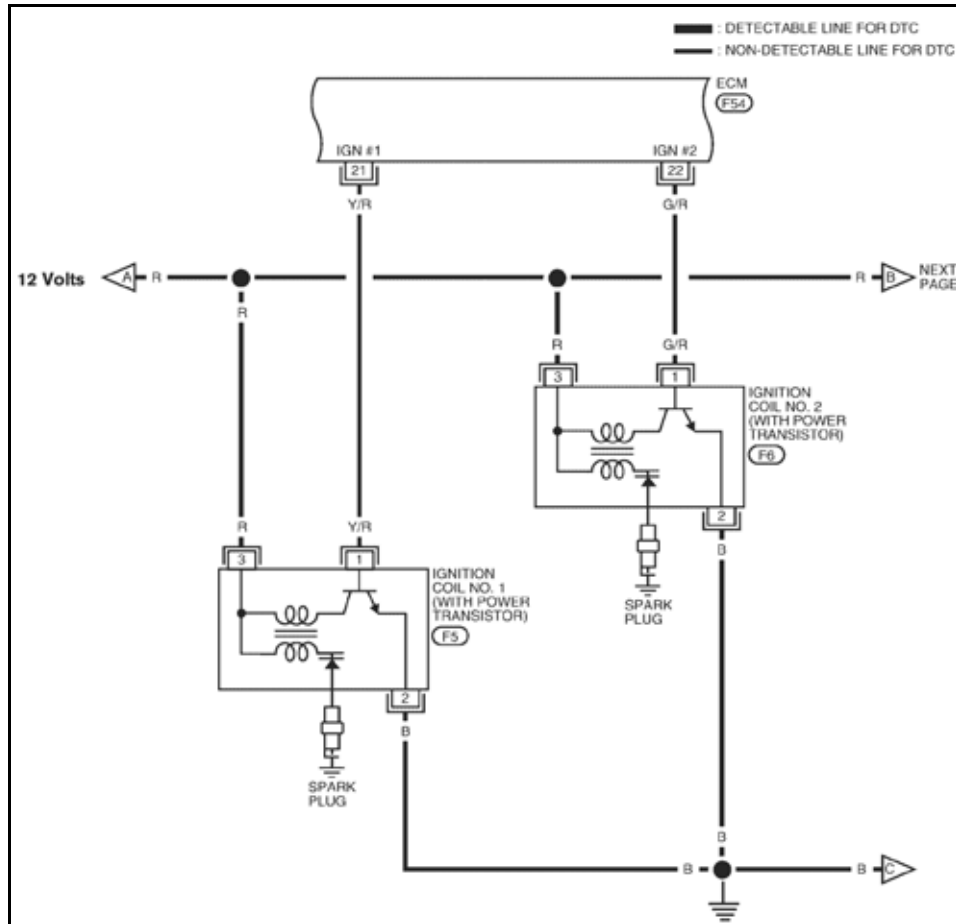 : DETECTABLE LINE FOR DTC
: NON-DETECTABLE LINE FOR DTC
ECM
F54
IGN #1
IGN #2
21
22
Y/R
G/R
12 Volts
A
R
R
B
NEXT
PAGE
R
R
G/R
3
1
IGNITION
COIL NO. 2
(WITH POWER
TRANSISTOR)
F6
2
B
R
Y/R
3
1
IGNITION
COIL NO. 1
(WITH POWER
TRANSISTOR)
F5
SPARK
PLUG
2
B
SPARK
PLUG
B
B
B
C